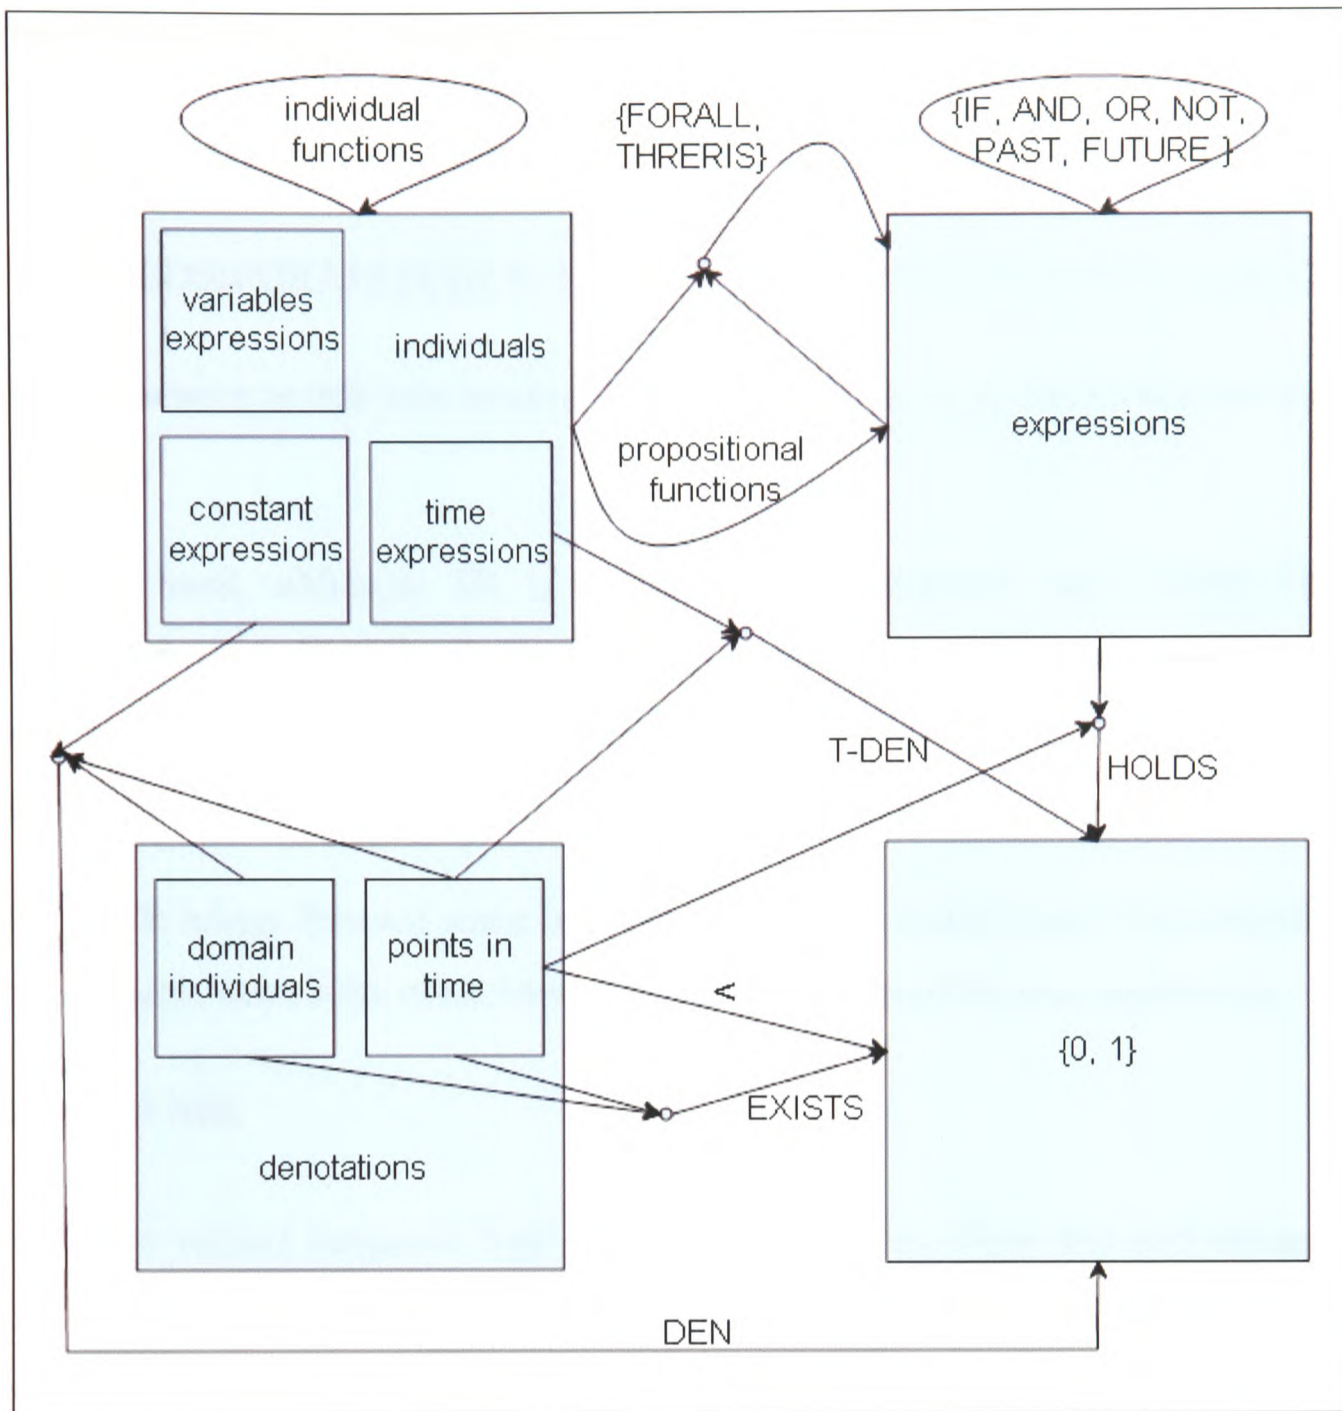 individual
functions
{FORALL,
THRERIS}
{IF, AND, OR, NOT,
PAST, FUTURE }
variables
expressions
individuals
constant
expressions
time
expressions
propositional
functions
expressions
T-DEN
HOLDS
domain
individuals
points in
time
<
{0, 1}
EXISTS
denotations
DEN